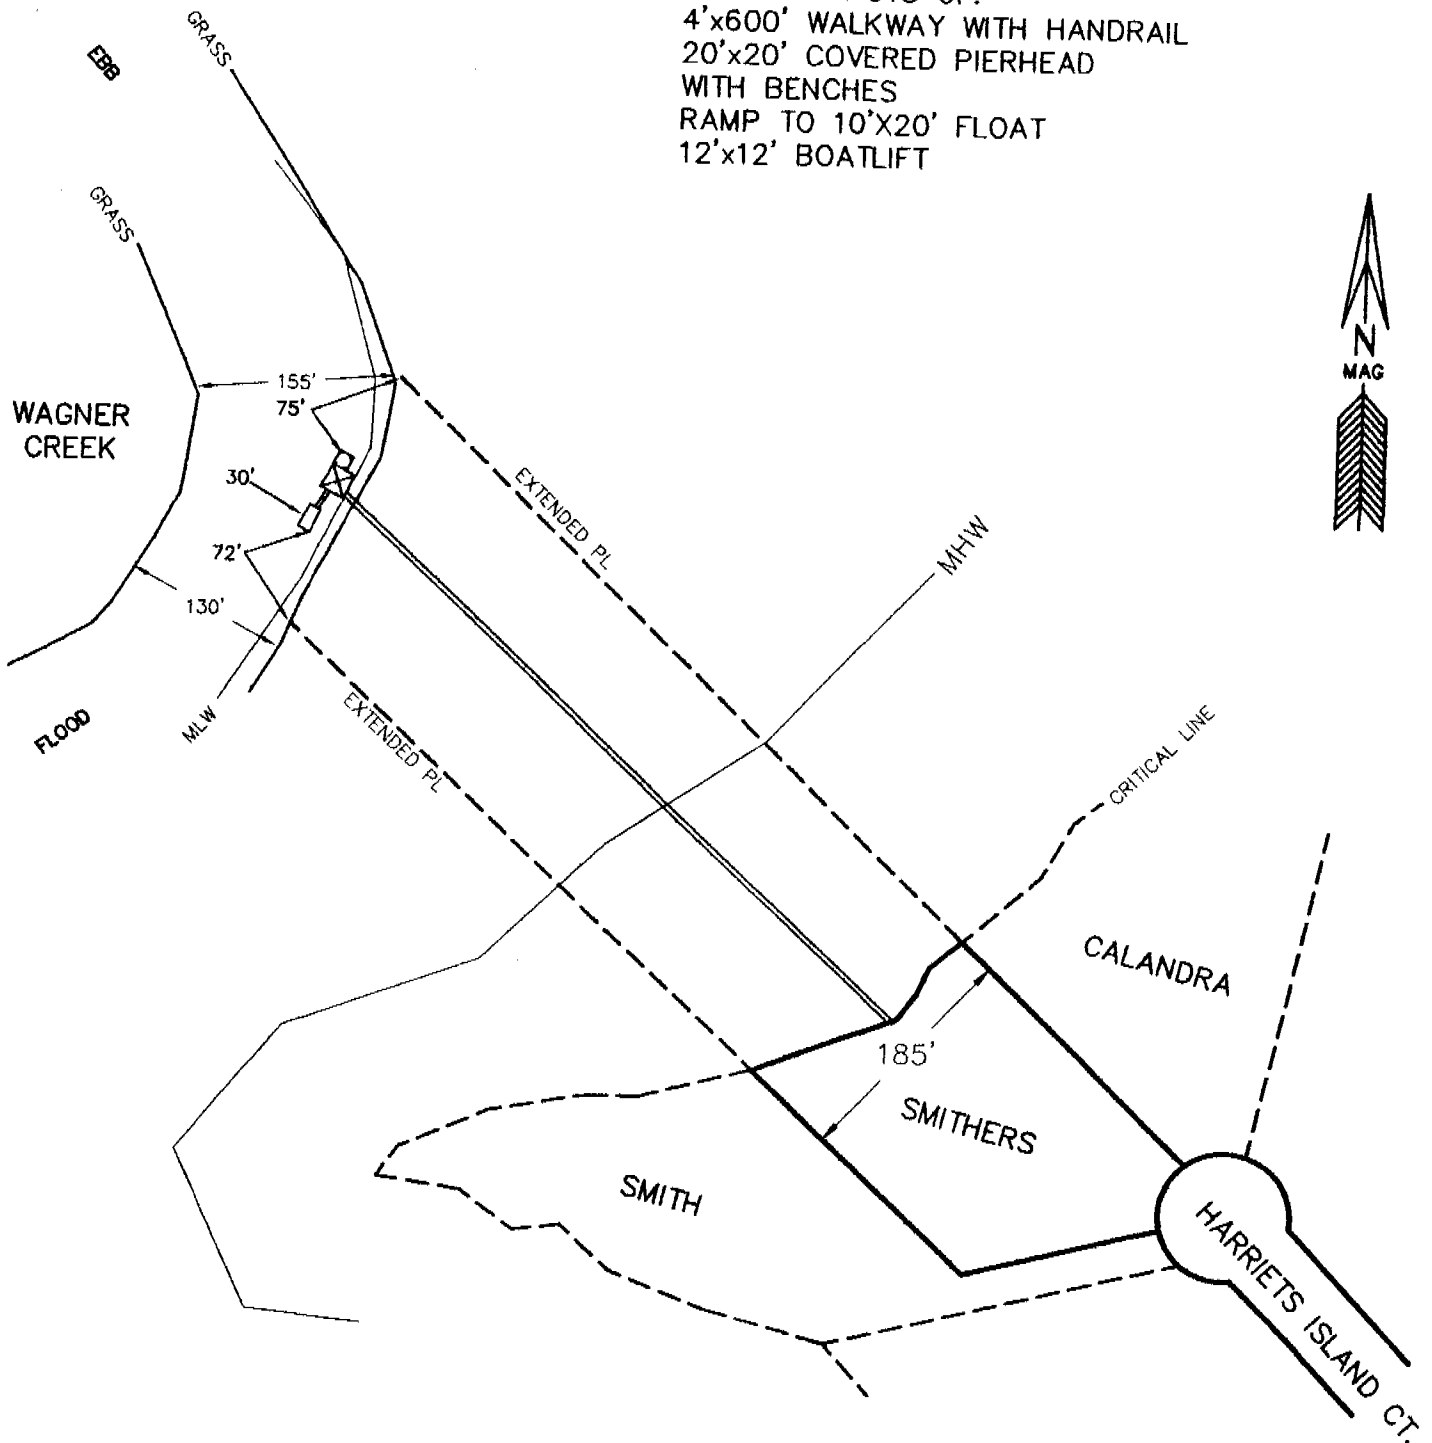 4'x600' WALKWAY WITH HANDRAIL
20'x20' COVERED PIERHEAD
WITH BENCHES
RAMP TO 10'X20' FLOAT
12'x12' BOATLIFT
GRASS
EBB
GRASS
N
MAG
155'
75'
WAGNER
CREEK
30'
72'
130'
EXTENDED PL
MHW
MLW
FLOOD
EXTENDED PL
CRITICAL LINE
CALANDRA
185'
SMITHERS
SMITH
HARRIETS ISLAND CT.